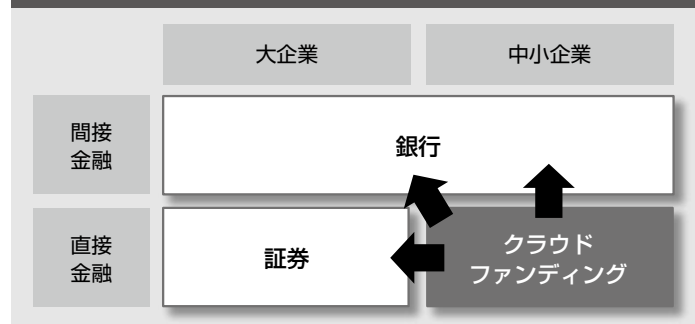 大企業
中小企業
間接
金融
銀行
直接
金融
証券
クラウド
ファンディング